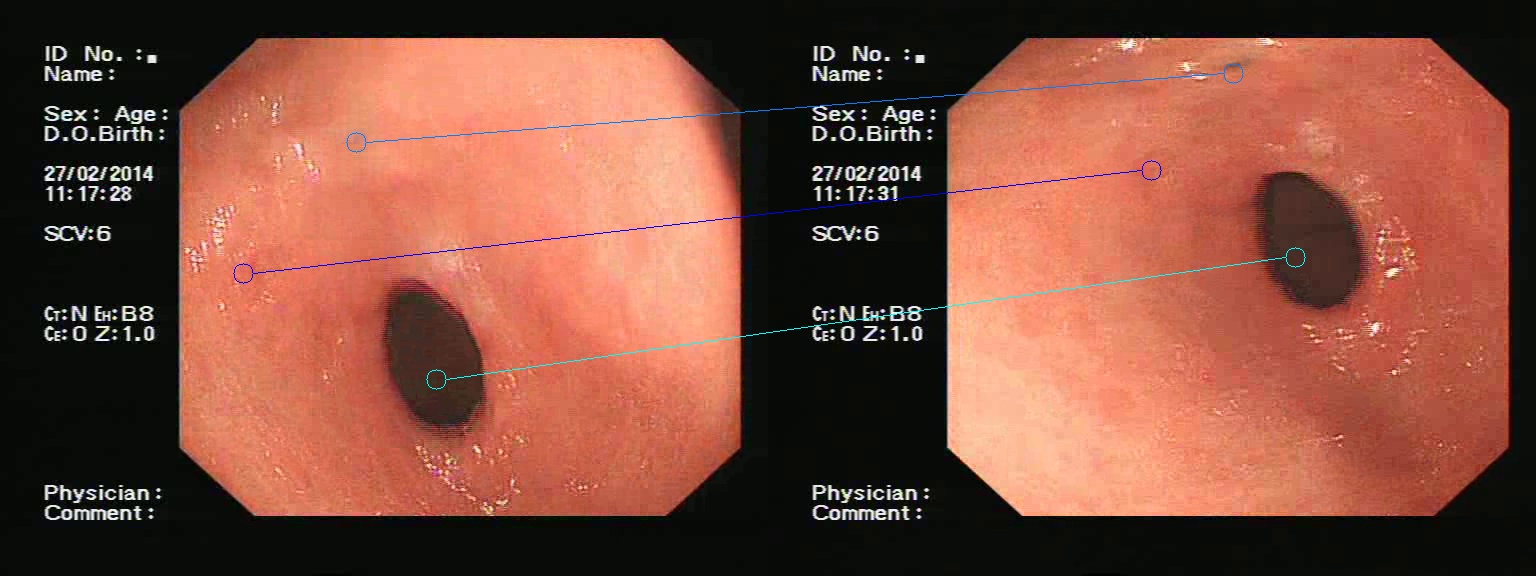 ID No. :
Name:
Sex: Age:
D.O.Birth:
27/02/2014
11:17:28
SCV:6
CT:N EH:B8
CE:0 Z:1.0
Physician:
Comment:
ID No. :
Name:
Sex: Age:
D.O.Birth:
27/02/2014
11:17:31
SCV:6
CT:N EH:B8
CE:0 Z:1.0
Physician:
Comment: